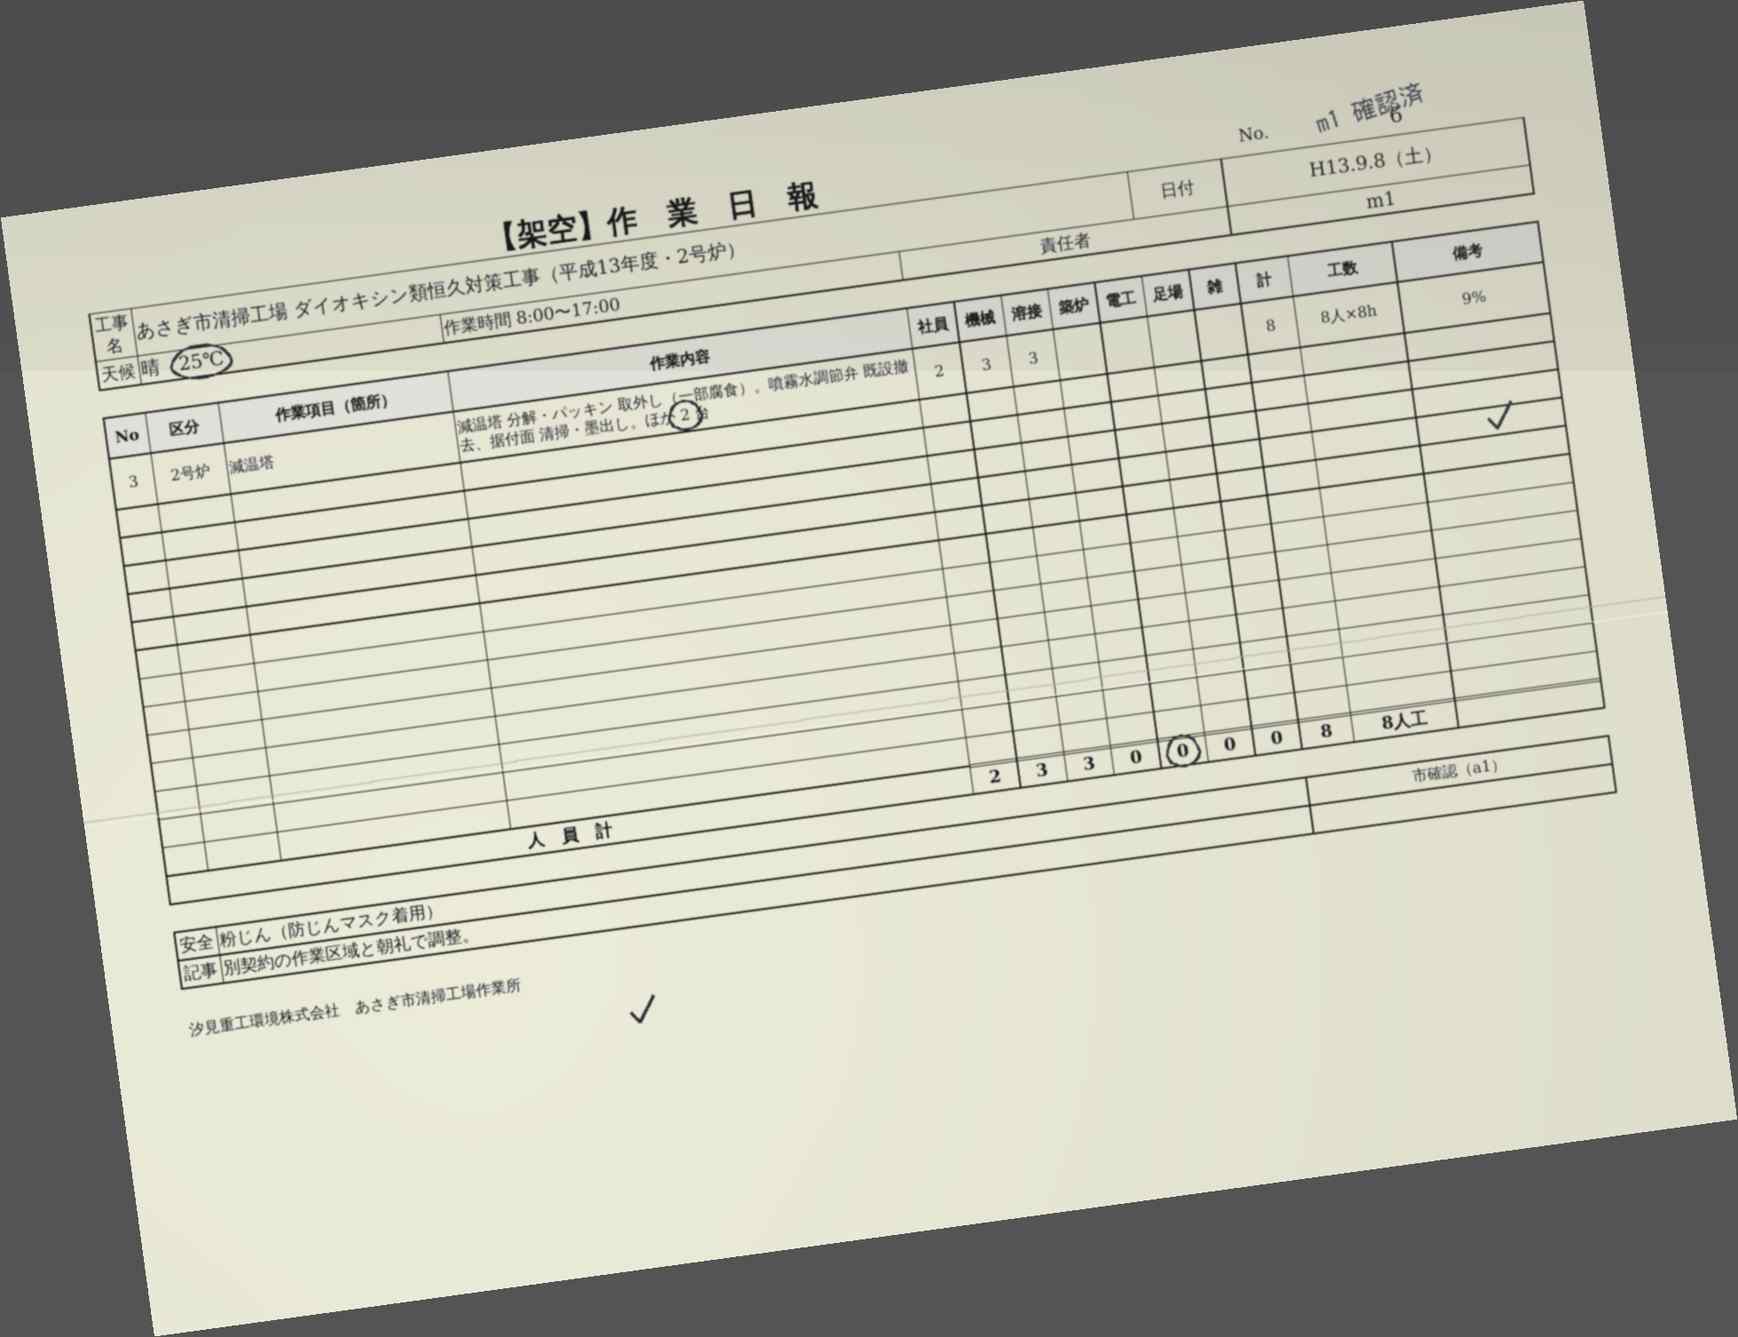 m1 確認済
No. 6
【架空】作 業 日 報
工事名 あさぎ市清掃工場 ダイオキシン類恒久対策工事（平成13年度・2号炉） 日付 H13.9.8（土）
天候 晴 25℃ 作業時間 8:00〜17:00 責任者 m1
No 区分 作業項目（箇所） 作業内容 社員 機械 溶接 築炉 電工 足場 雑 計 工数 備考
3 2号炉 減温塔 減温塔 分解・パッキン 取外し（一部腐食）。噴霧水調節弁 既設撤 2 3 3 8 8人×8h 9%
去、据付面 清掃・墨出し。ほか 2 台
人 員 計 2 3 3 0 0 0 0 8 8人工
安全 粉じん（防じんマスク着用） 市確認（a1）
記事 別契約の作業区域と朝礼で調整。
汐見重工環境株式会社 あさぎ市清掃工場作業所